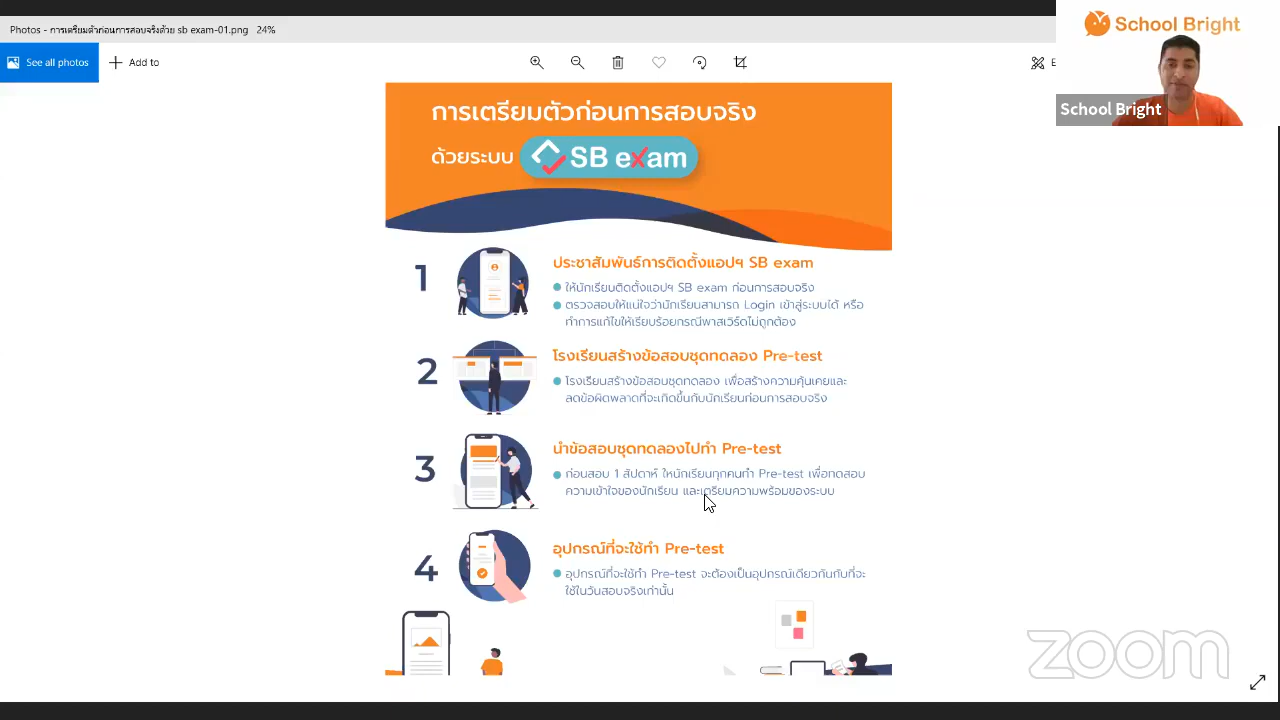 Photos - การเตรียมตัวก่อนการสอบจริงด้วย sb exam-01.png 24%
See all photos
Add to
School Bright
School Bright
การเตรียมตัวก่อนการสอบจริง
ด้วยระบบ SB exam
1
ประชาสัมพันธ์การติดตั้งแอปฯ SB exam
ให้นักเรียนติดตั้งแอปฯ SB exam ก่อนการสอบจริง
ตรวจสอบให้แน่ใจว่านักเรียนสามารถ Login เข้าสู่ระบบได้ หรือ
ทำการแก้ไขให้เรียบร้อยกรณีพาสเวิร์ดไม่ถูกต้อง
2
โรงเรียนสร้างข้อสอบชุดทดลอง Pre-test
โรงเรียนสร้างข้อสอบชุดทดลอง เพื่อสร้างความคุ้นเคยและ
ลดข้อผิดพลาดที่จะเกิดขึ้นกับนักเรียนก่อนการสอบจริง
3
นำข้อสอบชุดทดลองไปทำ Pre-test
ก่อนสอบ 1 สัปดาห์ ให้นักเรียนทุกคนทำ Pre-test เพื่อทดสอบ
ความเข้าใจของนักเรียน และเตรียมความพร้อมของระบบ
4
อุปกรณ์ที่จะใช้ทำ Pre-test
อุปกรณ์ที่จะใช้ทำ Pre-test จะต้องเป็นอุปกรณ์เดียวกันกับที่จะ
ใช้ในวันสอบจริงเท่านั้น
zoom